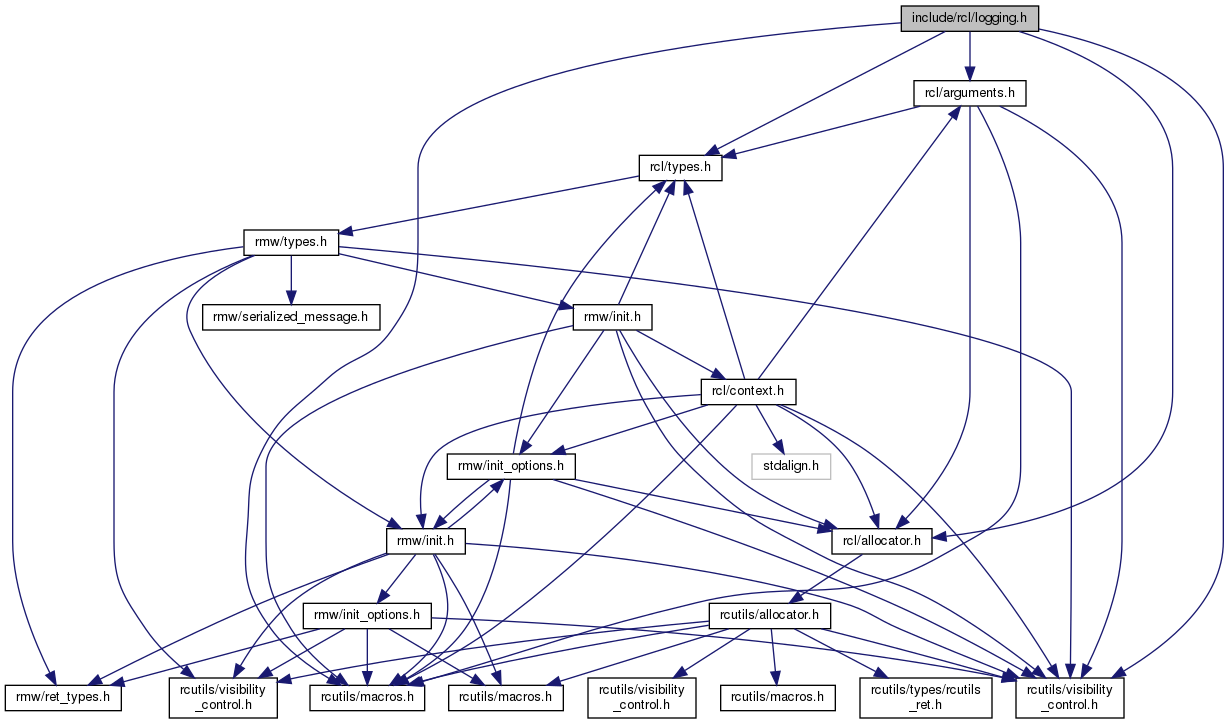 include/rcl/logging.h
rcl/arguments.h
rcl/types.h
rmw/types.h
rmw/serialized_message.h
rmw/init.h
rcl/context.h
rmw/init_options.h
stdalign.h
rmw/init.h
rcl/allocator.h
rmw/init_options.h
rcutils/allocator.h
rmw/ret_types.h
rcutils/visibility
_control.h
rcutils/macros.h
rcutils/macros.h
rcutils/visibility
_control.h
rcutils/macros.h
rcutils/types/rcutils
_ret.h
rcutils/visibility
_control.h